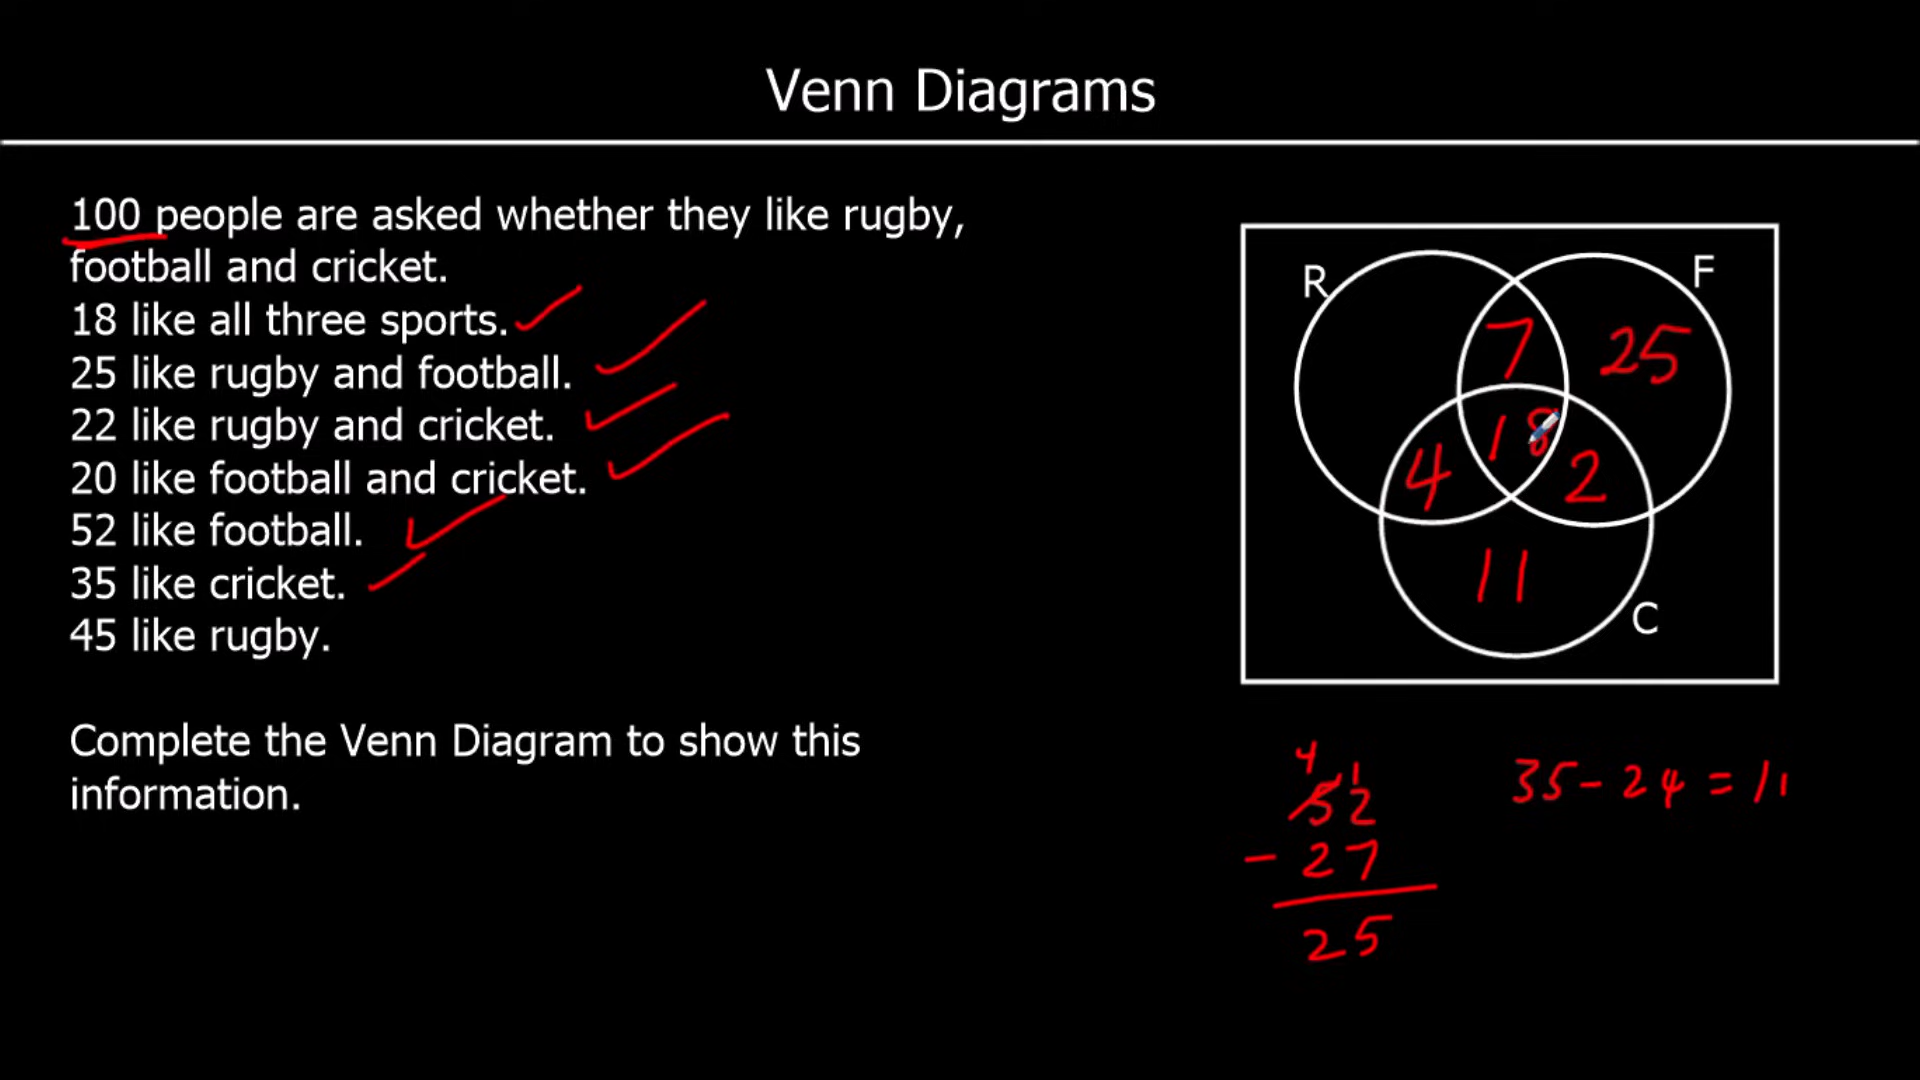 Venn Diagrams
100 people are asked whether they like rugby,
football and cricket.
18 like all three sports.
25 like rugby and football.
22 like rugby and cricket.
20 like football and cricket.
52 like football.
35 like cricket.
45 like rugby.
Complete the Venn Diagram to show this
information.
R
F
7
25
18
4
2
11
C
4 1
52
- 27
25
35 - 24 = 11